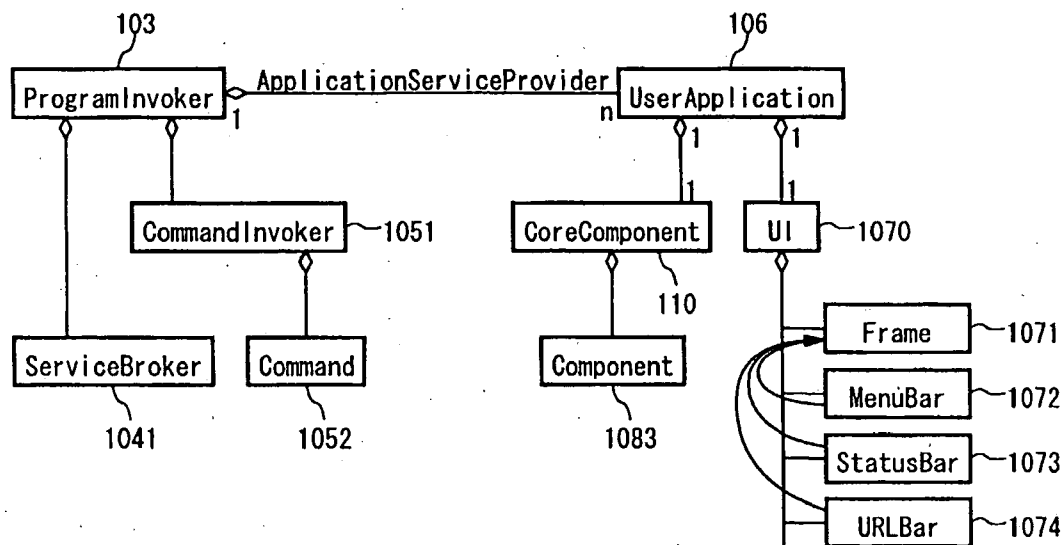 103
106
ProgramInvoker
ApplicationServiceProvider
UserApplication
1
n
1
1
1
1
CommandInvoker
1051
CoreComponent
UI
1070
110
ServiceBroker
Command
Component
Frame
1071
MenuBar
1072
1041
1052
1083
StatusBar
1073
URLBar
1074